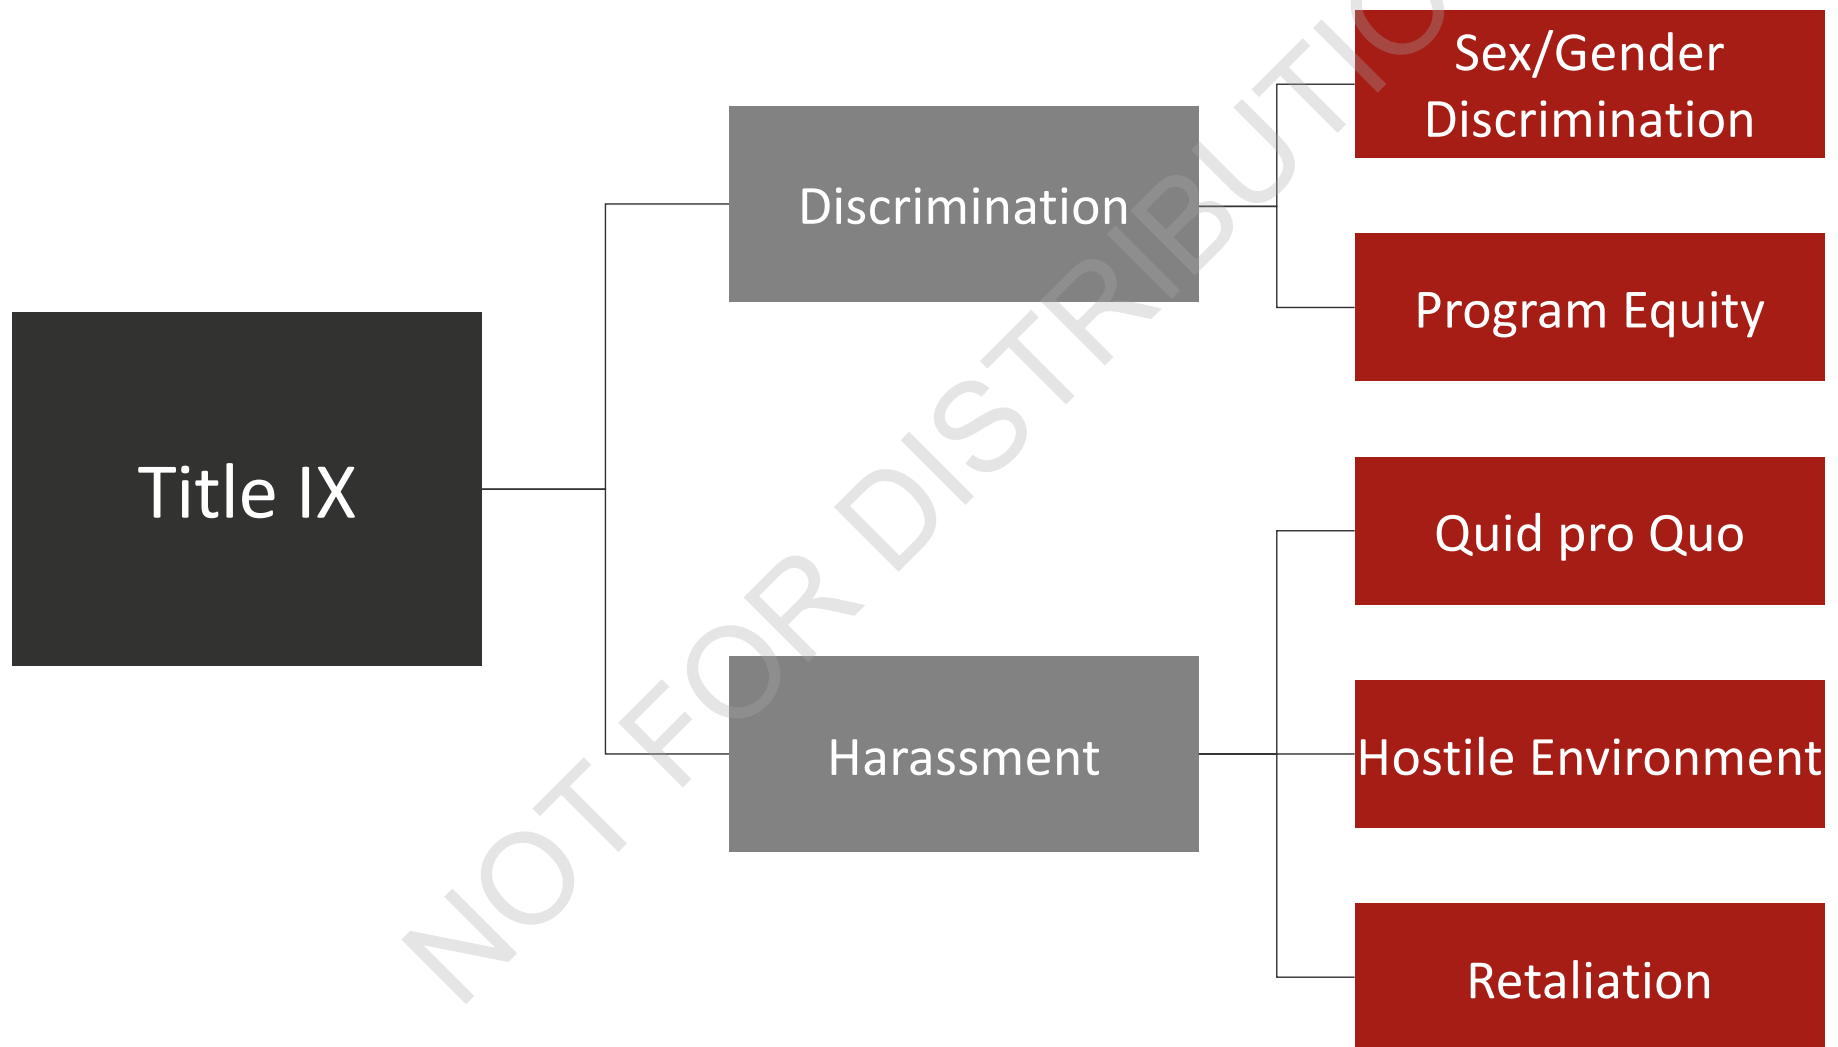 Title IX
Discrimination
Sex/Gender
Discrimination
Program Equity
Harassment
Quid pro Quo
Hostile Environment
Retaliation
NOT FOR DISTRIBUTIO